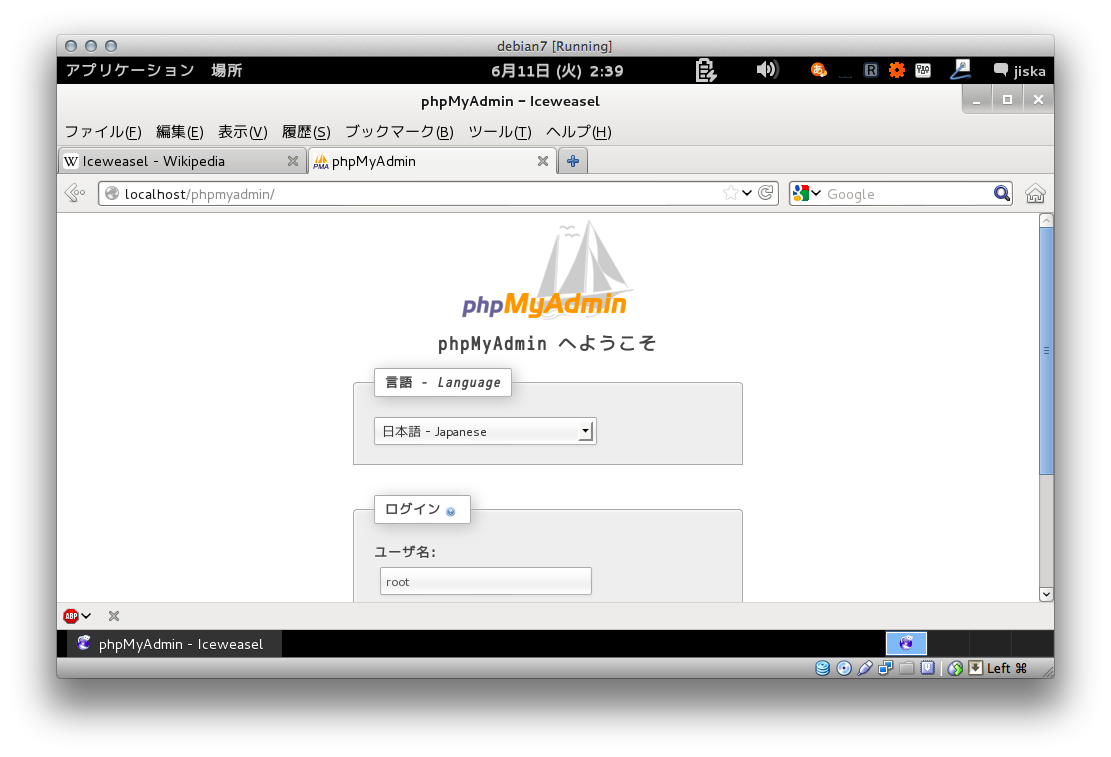 debian7 [Running]
アプリケーション 場所 6月11日 (火) 2:39 あ R jiska
phpMyAdmin - Iceweasel
ファイル(F) 編集(E) 表示(V) 履歴(S) ブックマーク(B) ツール(T) ヘルプ(H)
W Iceweasel - Wikipedia PMA phpMyAdmin
localhost/phpmyadmin/ Google
phpMyAdmin
phpMyAdmin へようこそ
言語 - Language
日本語 - Japanese
ログイン
ユーザ名:
root
ABP
phpMyAdmin - Iceweasel
Left ⌘